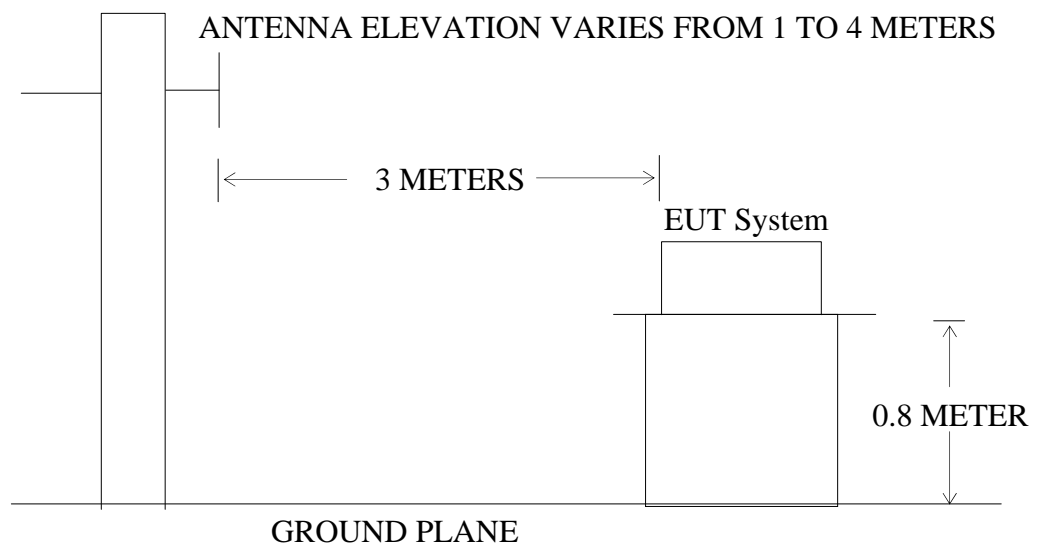 ANTENNA ELEVATION VARIES FROM 1 TO 4 METERS
3 METERS
EUT System
0.8 METER
GROUND PLANE